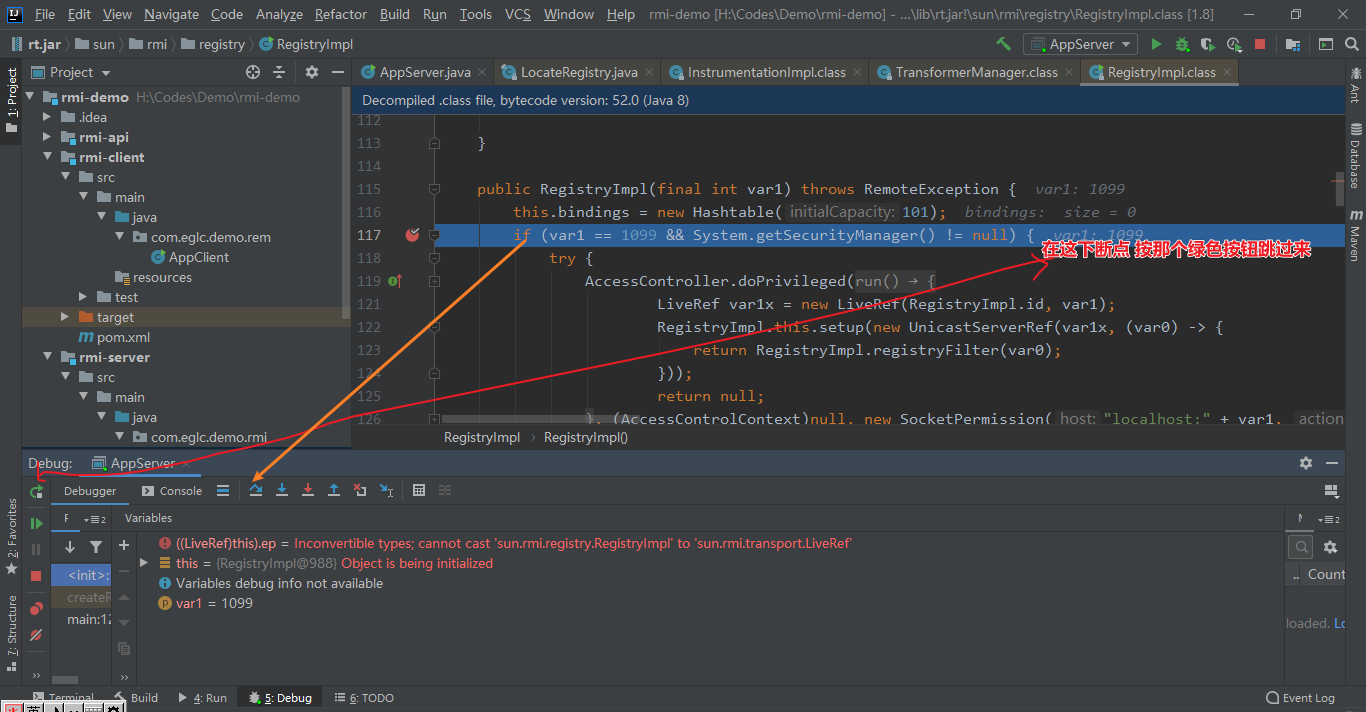 File Edit View Navigate Code Analyze Refactor Build Run Tools VCS Window Help rmi-demo [H:\Codes\Demo\rmi-demo] - ...\lib\rt.jar!\sun\rmi\registry\RegistryImpl.class [1.8]
rt.jar sun rmi registry RegistryImpl AppServer
1: Project
Project
AppServer.java LocateRegistry.java InstrumentationImpl.class TransformerManager.class RegistryImpl.class
Ant
Database
Maven
rmi-demo H:\Codes\Demo\rmi-demo
.idea
rmi-api
rmi-client
src
main
java
com.eglc.demo.rem
AppClient
resources
test
target
pom.xml
rmi-server
src
main
java
com.eglc.demo.rmi
Decompiled .class file, bytecode version: 52.0 (Java 8)
112
113 }
114
115 public RegistryImpl(final int var1) throws RemoteException { var1: 1099
116 this.bindings = new Hashtable( initialCapacity: 101); bindings: size = 0
117 if (var1 == 1099 && System.getSecurityManager() != null) { var1: 1099
在这下断点 按那个绿色按钮跳过来
118 try {
119 AccessController.doPrivileged(run() → {
121 LiveRef var1x = new LiveRef(RegistryImpl.id, var1);
122 RegistryImpl.this.setup(new UnicastServerRef(var1x, (var0) -> {
123 return RegistryImpl.registryFilter(var0);
124 }));
125 return null;
126 }, (AccessControlContext)null, new SocketPermission( host: "localhost:" + var1, action
RegistryImpl RegistryImpl()
Debug: AppServer
Debugger Console
F 2 Variables
<init>:
createR
main:12
((LiveRef)this).ep = Inconvertible types; cannot cast 'sun.rmi.registry.RegistryImpl' to 'sun.rmi.transport.LiveRef'
this = {RegistryImpl@988} Object is being initialized
Variables debug info not available
var1 = 1099
2
.. Count
loaded. Lo
2: Favorites
7: Structure
Terminal Build 4: Run 5: Debug 6: TODO Event Log
英